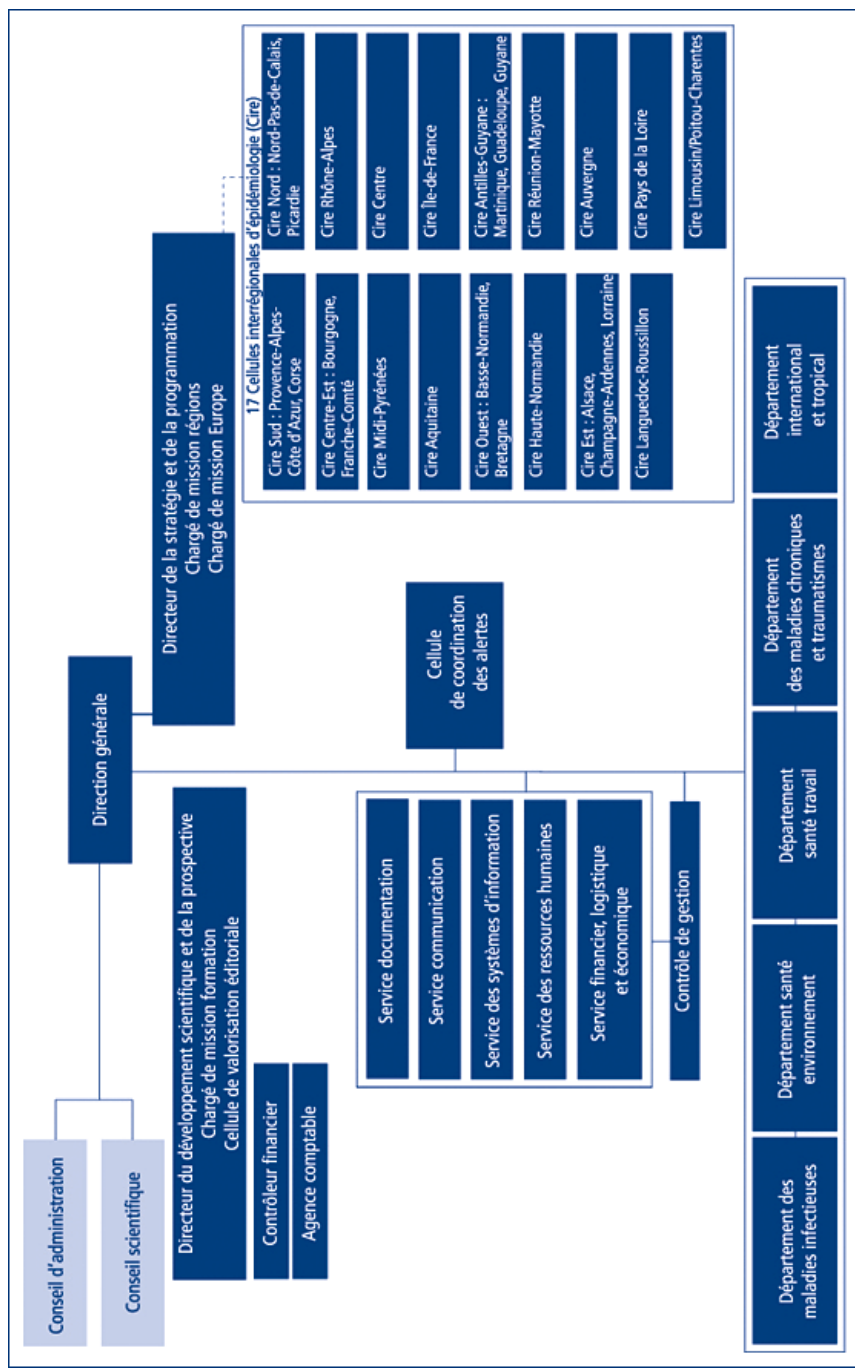 Conseil d'administration
Conseil scientifique
Direction générale
Directeur du développement scientifique et de la prospective
Chargé de mission formation
Cellule de valorisation éditoriale
Directeur de la stratégie et de la programmation
Chargé de mission régions
Chargé de mission Europe
Contrôleur financier
Agence comptable
17 Cellules interrégionales d'épidémiologie (Cire)
Cire Sud : Provence-Alpes-
Côte d'Azur, Corse
Cire Centre-Est : Bourgogne,
Franche-Comté
Cire Midi-Pyrénées
Cire Aquitaine
Cire Ouest : Basse-Normandie,
Bretagne
Cire Haute-Normandie
Cire Est : Alsace,
Champagne-Ardennes, Lorraine
Cire Languedoc-Roussillon
Cire Nord : Nord-Pas-de-Calais,
Picardie
Cire Rhône-Alpes
Cire Centre
Cire Île-de-France
Cire Antilles-Guyane :
Martinique, Guadeloupe, Guyane
Cire Réunion-Mayotte
Cire Auvergne
Cire Pays de la Loire
Cire Limousin/Poitou-Charentes
Cellule
de coordination
des alertes
Service documentation
Service communication
Service des systèmes d'information
Service des ressources humaines
Service financier, logistique
et économique
Contrôle de gestion
Département des
maladies infectieuses
Département santé
environnement
Département
santé travail
Département
des maladies chroniques
et traumatismes
Département
international
et tropical